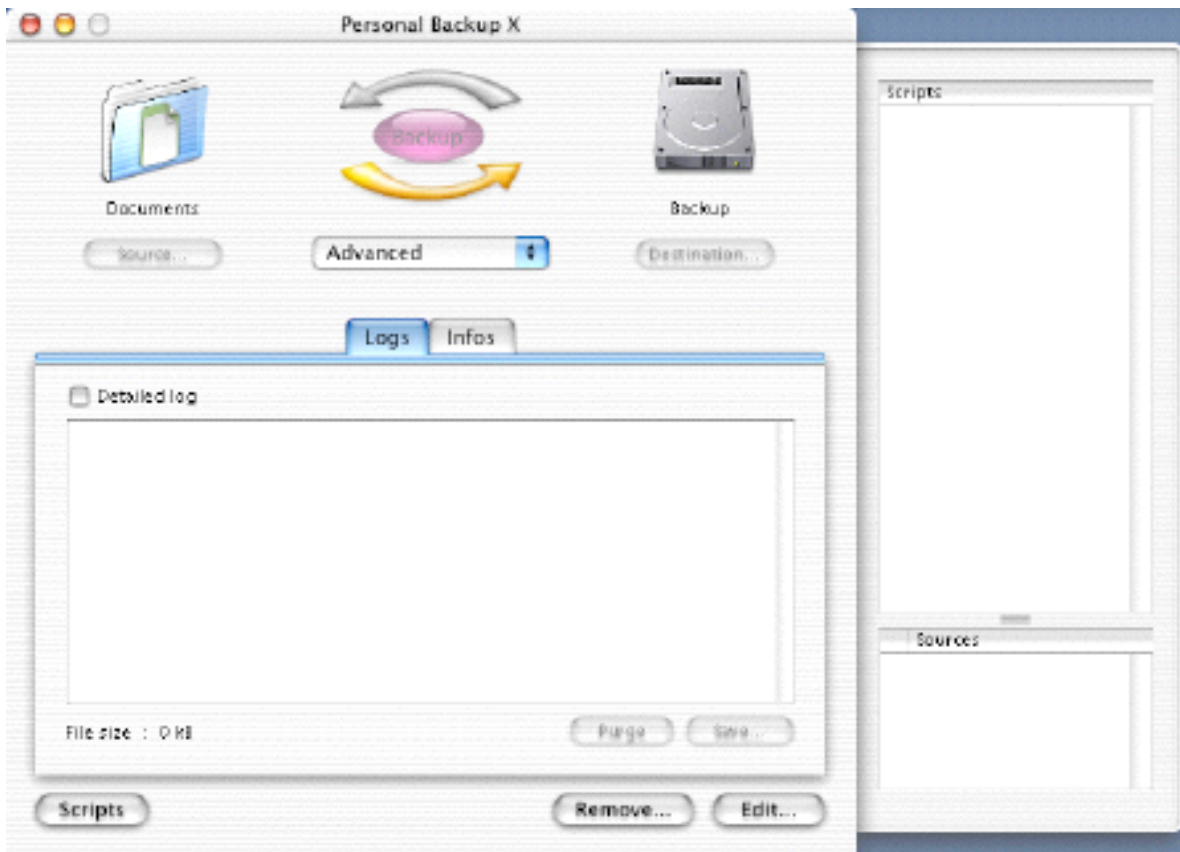 Personal Backup X
Backup
Documents
Backup
Source...
Advanced
Destination...
Logs
Infos
Detailed log
File size : 0 kB
Purge
Save...
Scripts
Remove...
Edit...
Scripts
Sources